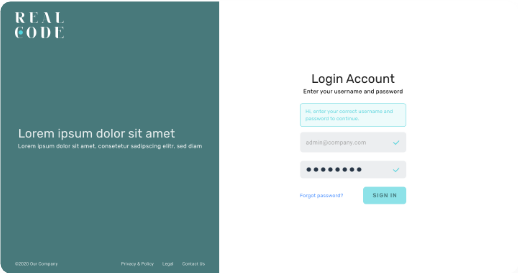 REAL
CODE
Lorem ipsum dolor sit amet
Lorem ipsum dolor sit amet, consetetur sadipscing elitr, sed diam
©2020 Our Company
Privacy & Policy
Legal
Contact Us
Login Account
Enter your username and password
Hi, enter your correct username and
password to continue.
admin@company.com
Forgot password?
SIGN IN